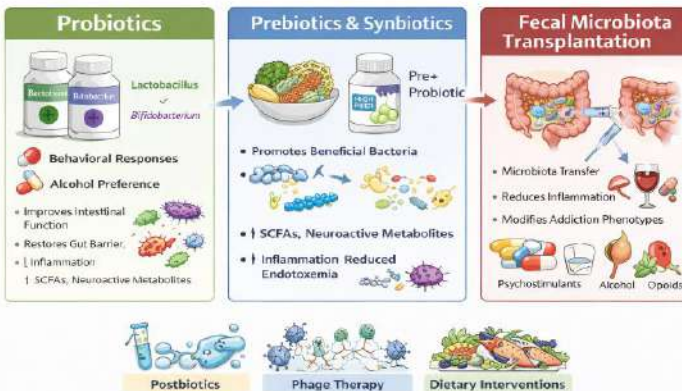 Probiotics
Lactobacillus
Bifidobacterium
Behavioral Responses
Alcohol Preference
• Improves Intestinal
Function
• Restores Gut Barrier.
• ↓ Inflammation
↑ SCFAs, Neuroactive Metabolites
Prebiotics & Synbiotics
Pre+
Probiotic
• Promotes Beneficial Bacteria
• ↑ SCFAs, Neuroactive Metabolites
• Inflammation Reduced
Endotoxemia
Fecal Microbiota
Transplantation
• Microbiota Transfer
• Reduces Inflammation
• Modifies Addiction Phenotypes
Psychostimulants
Alcohol
Opoids
Postbiotics
Phage Therapy
Dietary Interventions